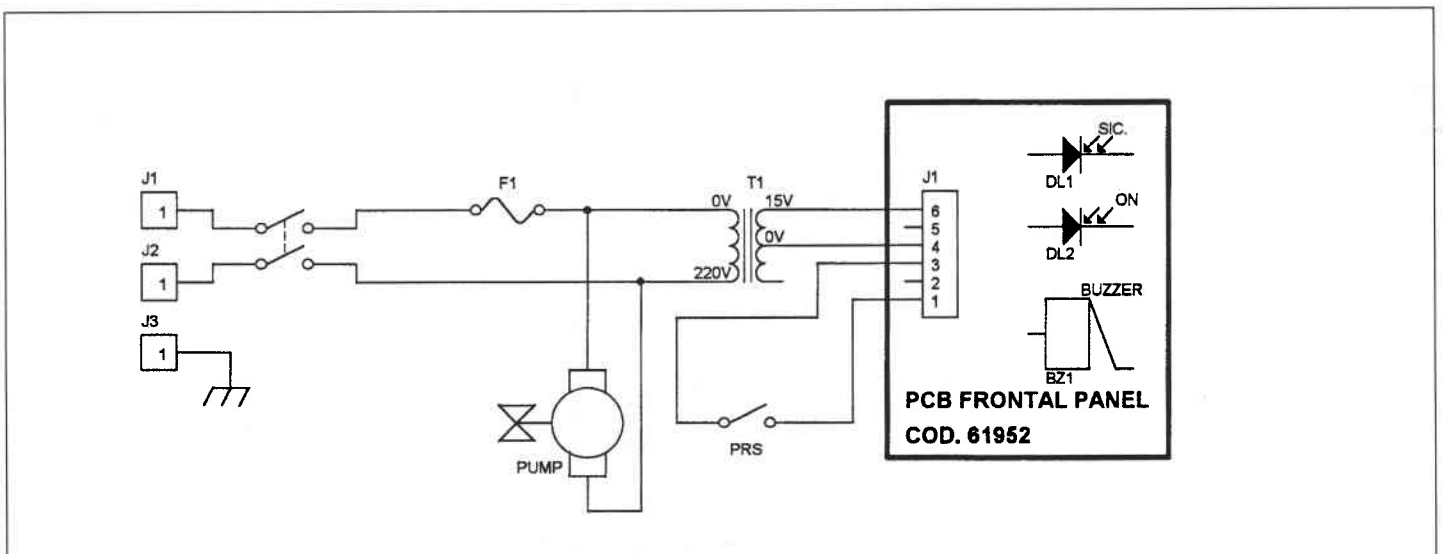 J1
1
J2
1
J3
1
F1
T1
0V
15V
0V
220V
PUMP
PRS
J1
6
5
4
3
2
1
SIC.
DL1
ON
DL2
BUZZER
BZ1
PCB FRONTAL PANEL
COD. 61952